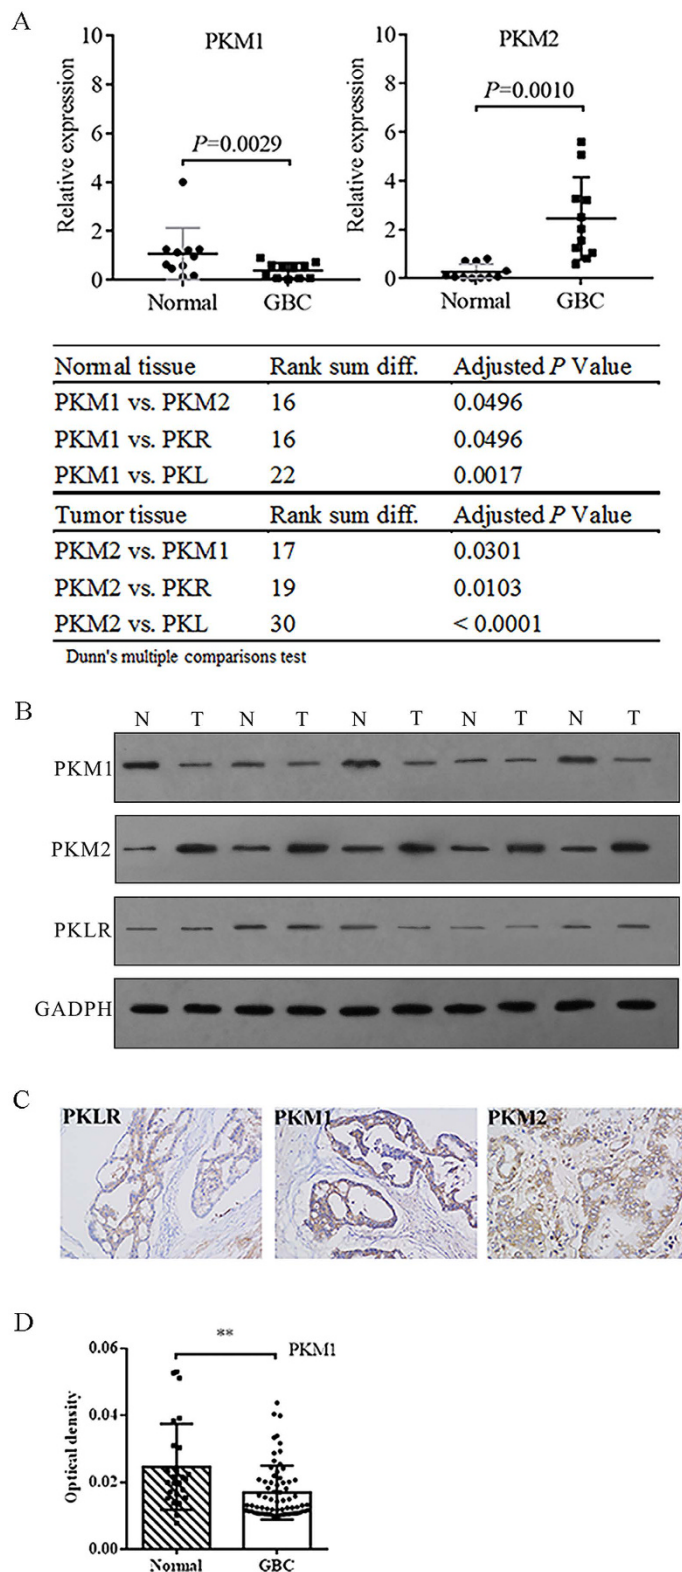 A
PKM1
PKM2
10
8
6
4
2
0
Relative expression
P=0.0029
Normal
GBC
10
8
6
4
2
0
Relative expression
P=0.0010
Normal
GBC
Normal tissue Rank sum diff. Adjusted P Value
PKM1 vs. PKM2 16 0.0496
PKM1 vs. PKR 16 0.0496
PKM1 vs. PKL 22 0.0017
Tumor tissue Rank sum diff. Adjusted P Value
PKM2 vs. PKM1 17 0.0301
PKM2 vs. PKR 19 0.0103
PKM2 vs. PKL 30 < 0.0001
Dunn's multiple comparisons test
B
N T N T N T N T N T
PKM1
PKM2
PKLR
GADPH
C
PKLR
PKM1
PKM2
D
**
PKM1
0.06
0.04
0.02
0.00
Optical density
Normal
GBC